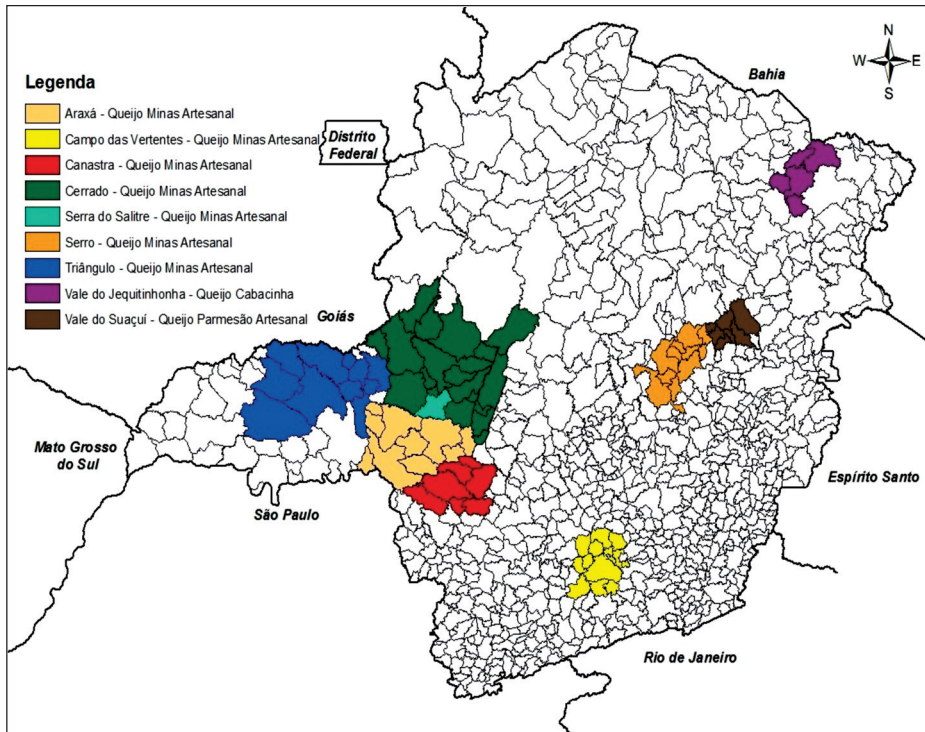 N
W E
S
Bahia
Legenda
Araxá - Queijo Minas Artesanal
Campo das Vertentes - Queijo Minas Artesanal
Canastra - Queijo Minas Artesanal
Cerrado - Queijo Minas Artesanal
Serra do Salitre - Queijo Minas Artesanal
Serro - Queijo Minas Artesanal
Triângulo - Queijo Minas Artesanal
Vale do Jequitinhonha - Queijo Cabacinha
Vale do Suaçuí - Queijo Parmesão Artesanal
Distrito
Federal
Goiás
Mato Grosso
do Sul
São Paulo
Espírito Santo
Rio de Janeiro